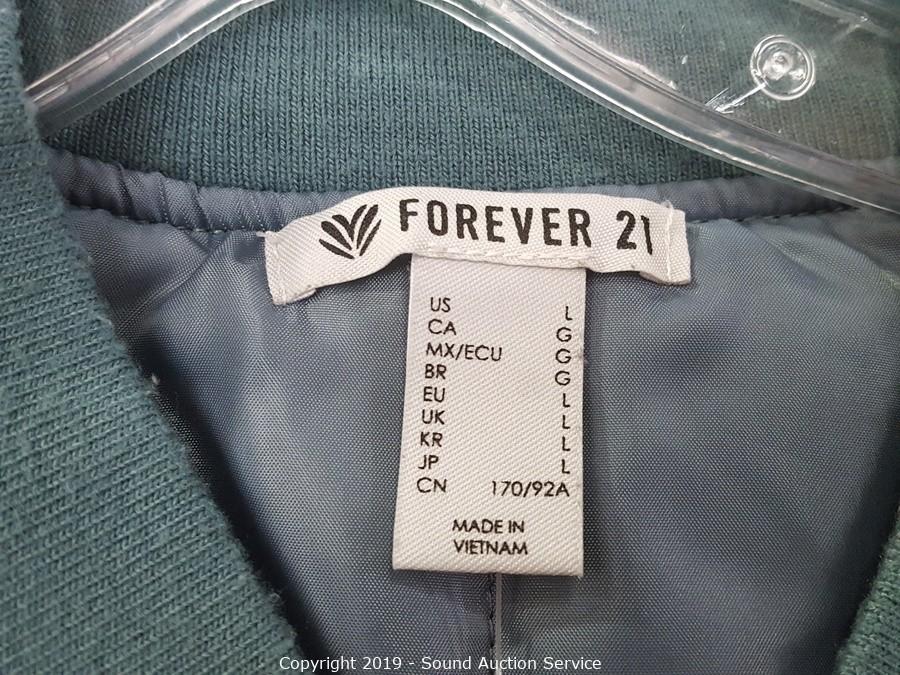 FOREVER 21
US L
CA G
MX/ECU G
BR G
EU L
UK L
KR L
JP L
CN 170/92A
MADE IN
VIETNAM
Copyright 2019 - Sound Auction Service